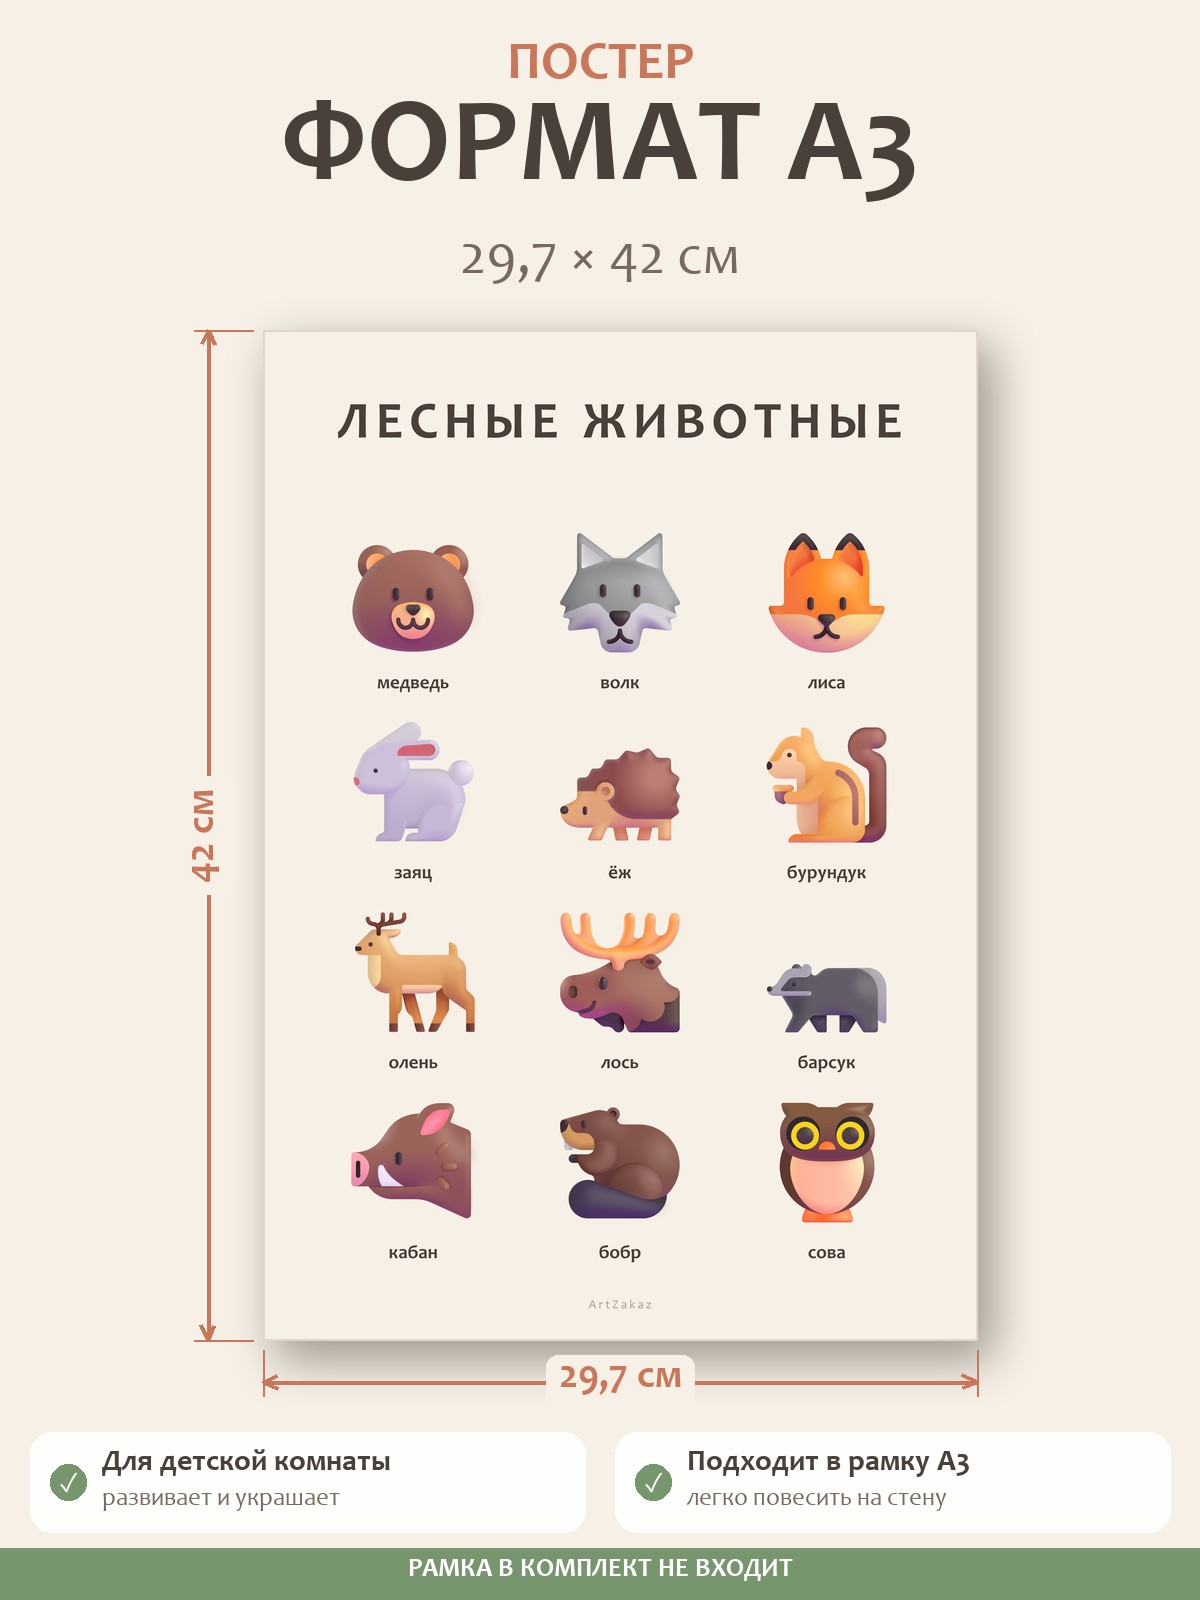 ПОСТЕР
ФОРМАТ А3
29,7 × 42 см
ЛЕСНЫЕ ЖИВОТНЫЕ
медведь
волк
лиса
заяц
ёж
бурундук
олень
лось
барсук
кабан
бобр
сова
ArtZakaz
42 см
29,7 см
Для детской комнаты
развивает и украшает
Подходит в рамку А3
легко повесить на стену
РАМКА В КОМПЛЕКТ НЕ ВХОДИТ